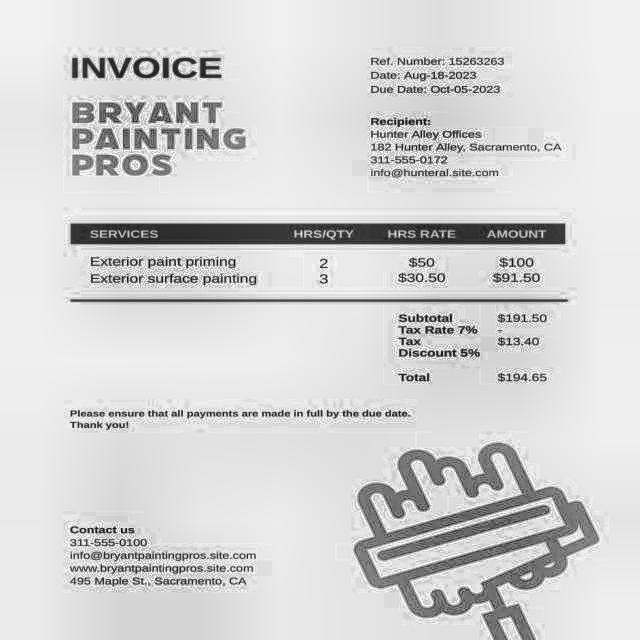 INVOICE
BRYANT
PAINTING
PROS
Ref. Number: 15263263
Date: Aug-18-2023
Due Date: Oct-05-2023
Recipient:
Hunter Alley Offices
182 Hunter Alley, Sacramento, CA
311-555-0172
info@hunteral.site.com
SERVICES HRS/QTY HRS RATE AMOUNT
Exterior paint priming 2 $50 $100
Exterior surface painting 3 $30.50 $91.50
Subtotal $191.50
Tax Rate 7% -
Tax $13.40
Discount 5%
Total $194.65
Please ensure that all payments are made in full by the due date.
Thank you!
Contact us
311-555-0100
info@bryantpaintingpros.site.com
www.bryantpaintingpros.site.com
495 Maple St., Sacramento, CA